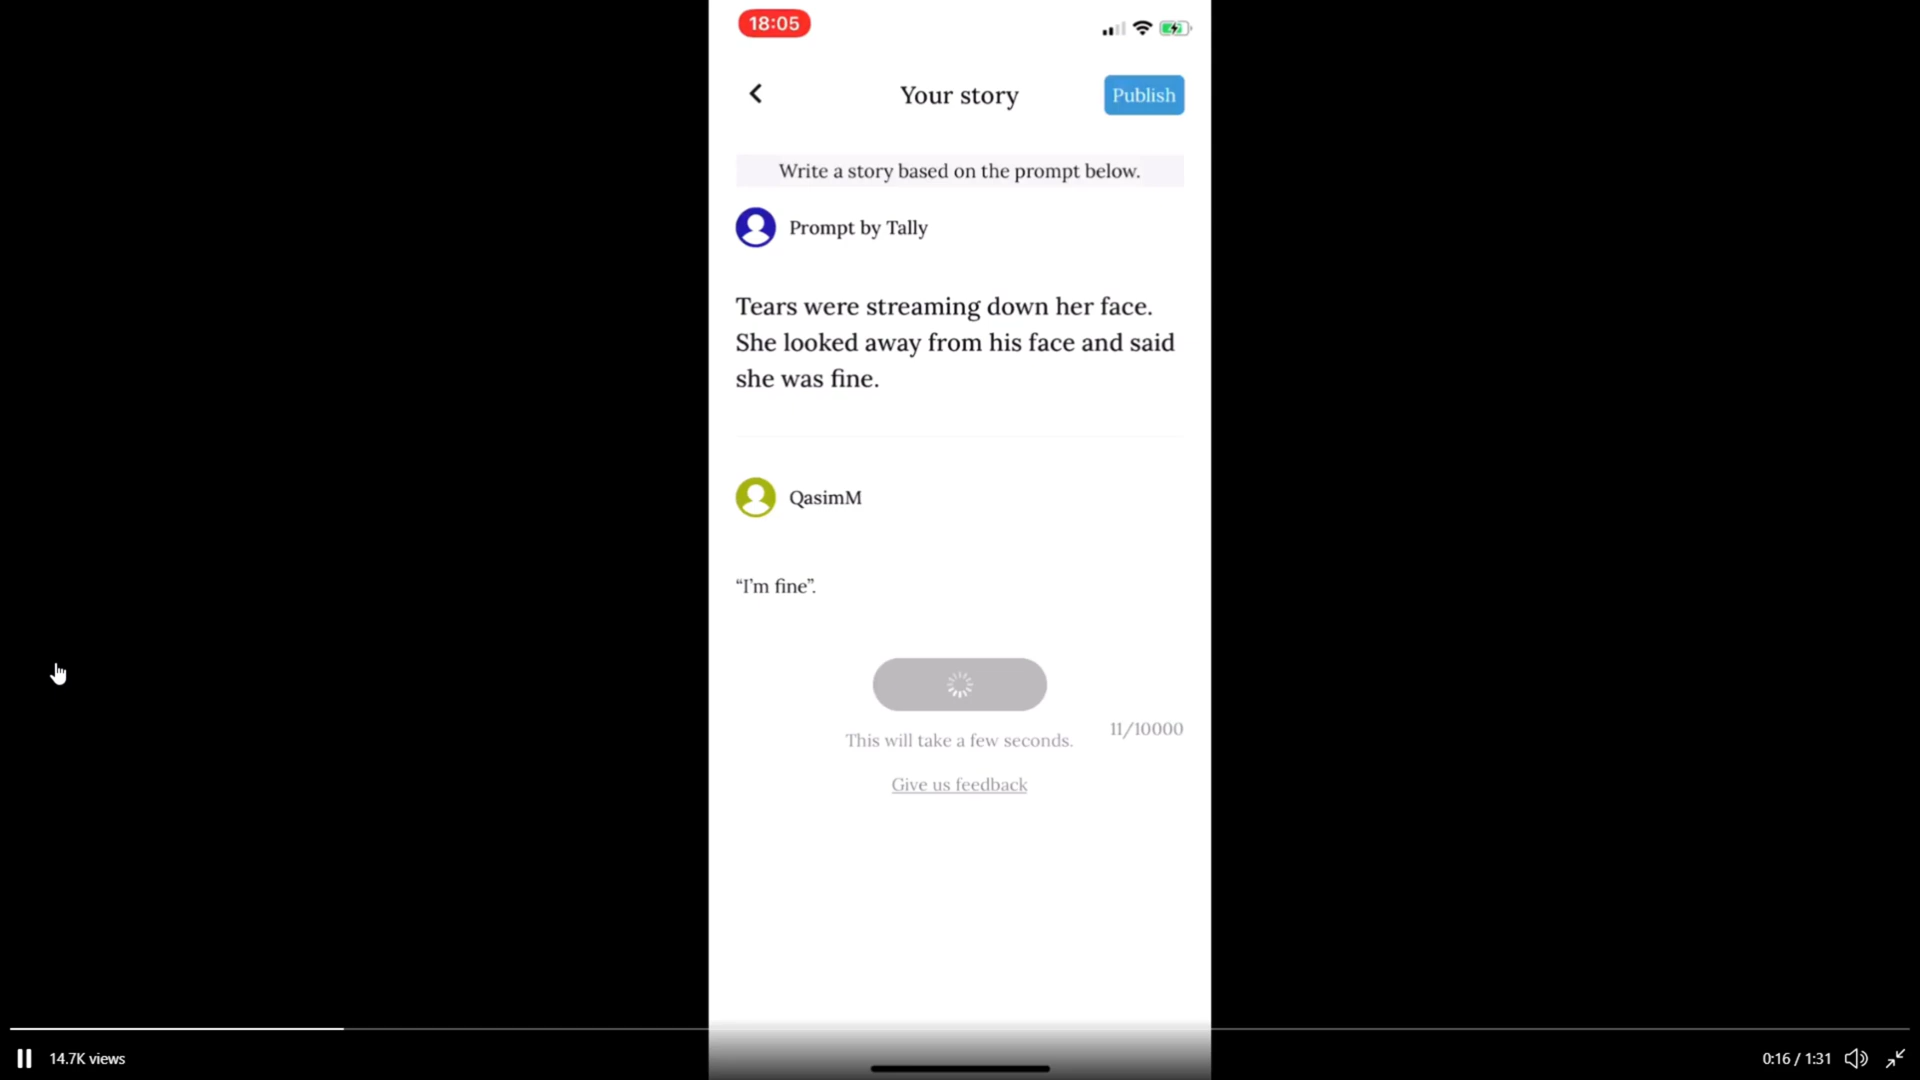 18:05
Your story
Publish
Write a story based on the prompt below.
Prompt by Tally
Tears were streaming down her face.
She looked away from his face and said
she was fine.
QasimM
“I'm fine”.
11/10000
This will take a few seconds.
Give us feedback
14.7K views
0:16 / 1:31